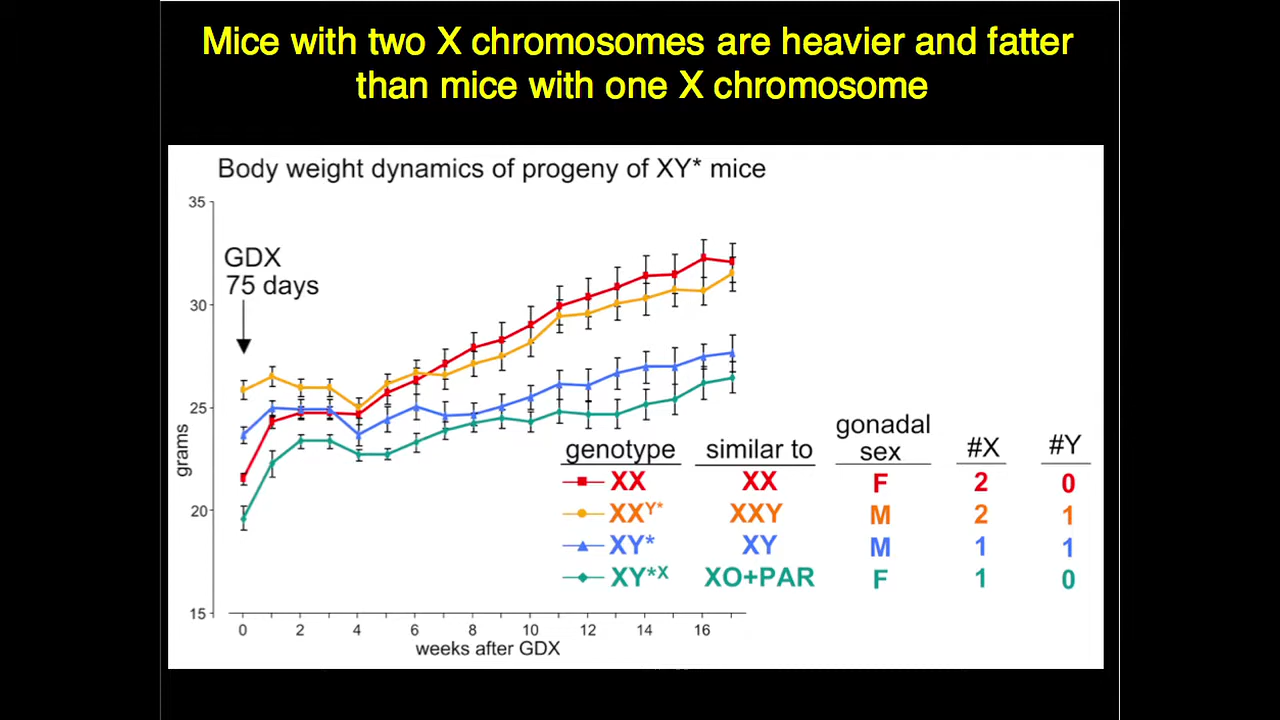 Mice with two X chromosomes are heavier and fatter
than mice with one X chromosome
Body weight dynamics of progeny of XY* mice
35
GDX
75 days
30
25
grams
20
15
0 2 4 6 8 10 12 14 16
weeks after GDX
genotype similar to gonadal sex #X #Y
XX XX F 2 0
XXY* XXY M 2 1
XY* XY M 1 1
XY*X XO+PAR F 1 0